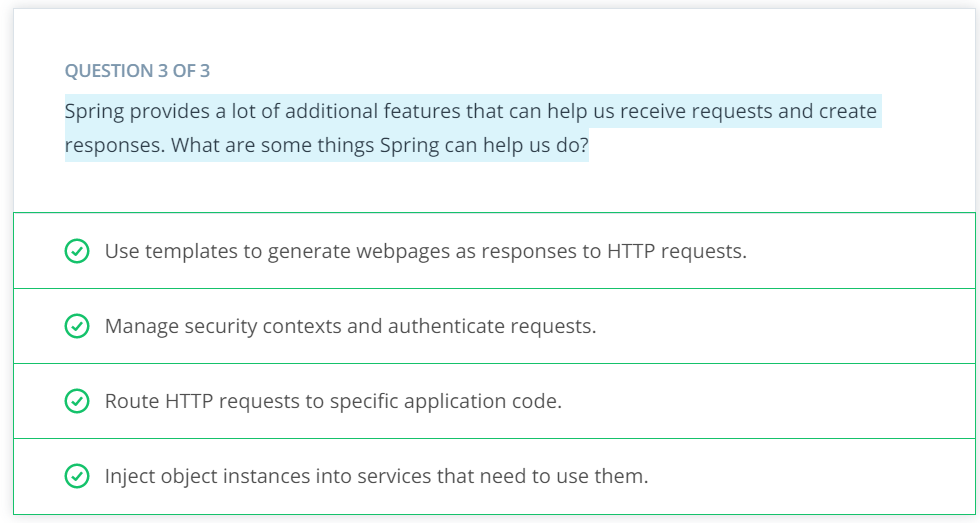 QUESTION 3 OF 3
Spring provides a lot of additional features that can help us receive requests and create
responses. What are some things Spring can help us do?
Use templates to generate webpages as responses to HTTP requests.
Manage security contexts and authenticate requests.
Route HTTP requests to specific application code.
Inject object instances into services that need to use them.